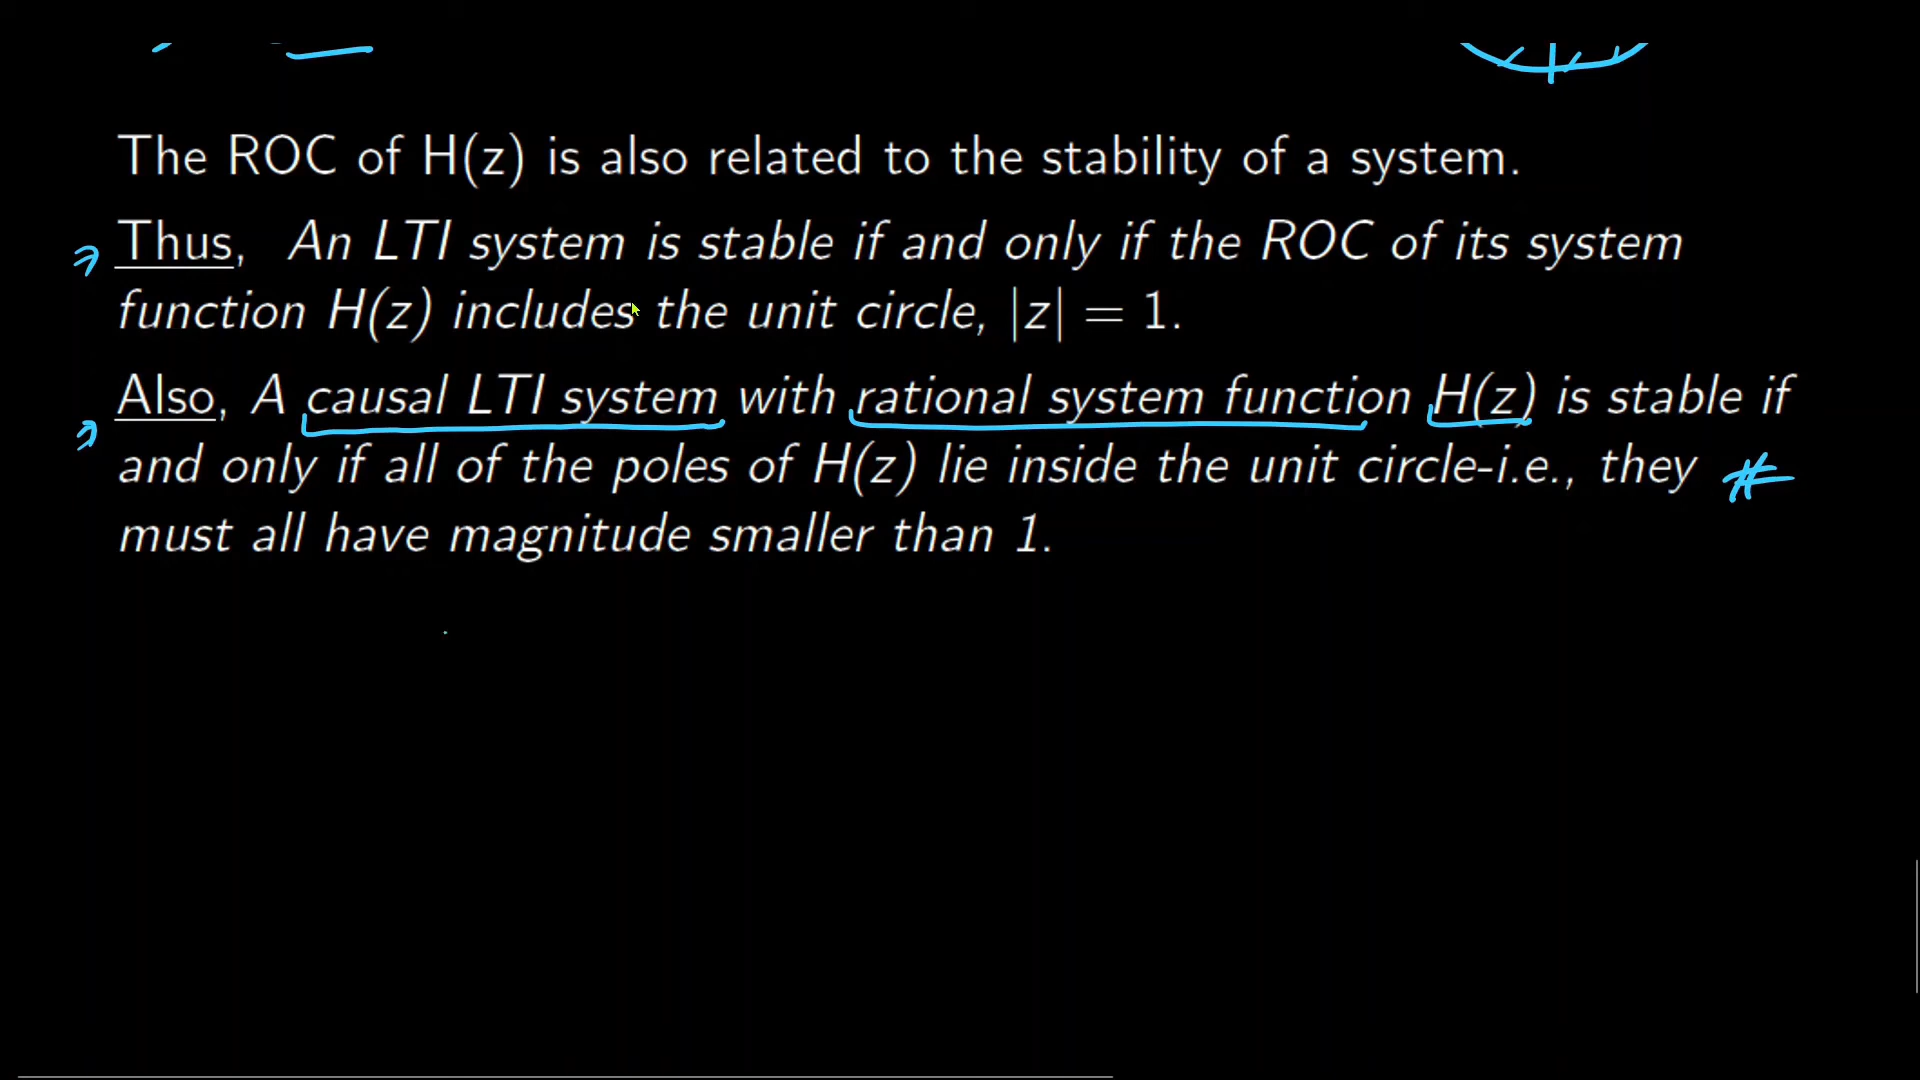 The ROC of H(z) is also related to the stability of a system.
Thus, An LTI system is stable if and only if the ROC of its system
function H(z) includes the unit circle, |z| = 1.
Also, A causal LTI system with rational system function H(z) is stable if
and only if all of the poles of H(z) lie inside the unit circle-i.e., they
must all have magnitude smaller than 1.